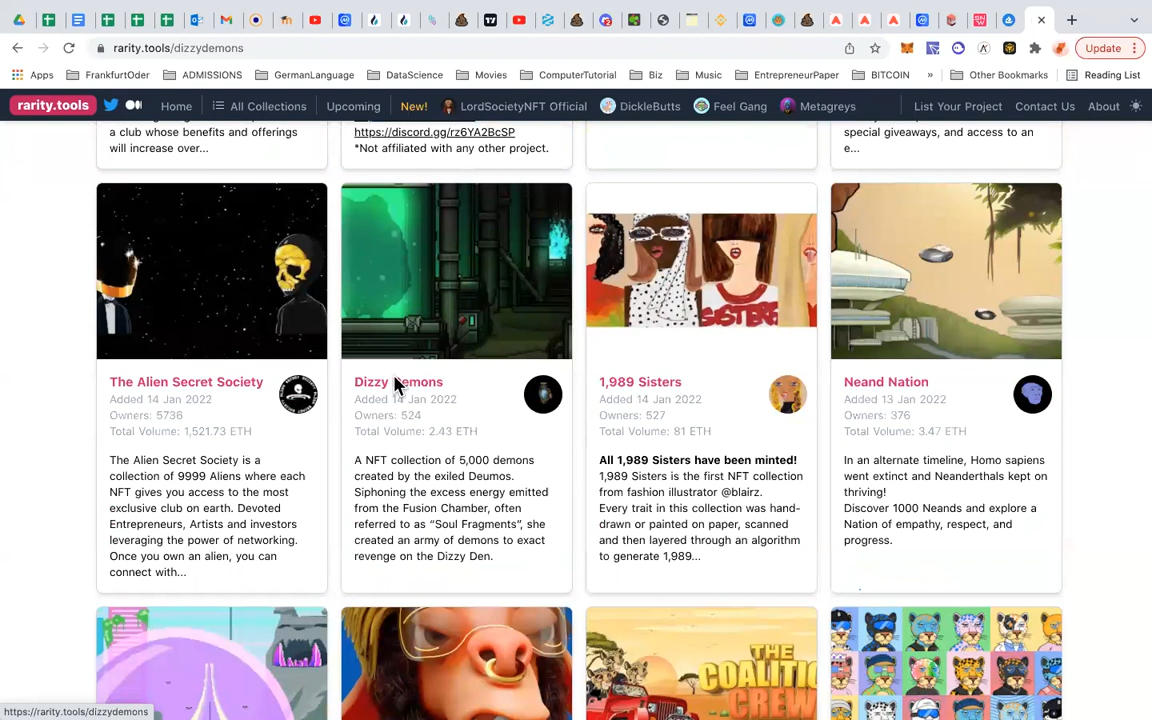 rarity.tools/dizzydemons
Update
Apps
FrankfurtOder
ADMISSIONS
GermanLanguage
DataScience
Movies
ComputerTutorial
Biz
Music
EntrepreneurPaper
BITCOIN
»
Other Bookmarks
Reading List
rarity.tools
Home
All Collections
Upcoming
New!
LordSocietyNFT Official
DickleButts
Feel Gang
Metagreys
List Your Project
Contact Us
About
a club whose benefits and offerings
will increase over...
https://discord.gg/rz6YA2BcSP
*Not affiliated with any other project.
special giveaways, and access to an
e...
The Alien Secret Society
Added 14 Jan 2022
Owners: 5736
Total Volume: 1,521.73 ETH
The Alien Secret Society is a
collection of 9999 Aliens where each
NFT gives you access to the most
exclusive club on earth. Devoted
Entrepreneurs, Artists and investors
leveraging the power of networking.
Once you own an alien, you can
connect with...
Dizzy Demons
Added 14 Jan 2022
Owners: 524
Total Volume: 2.43 ETH
A NFT collection of 5,000 demons
created by the exiled Deumos.
Siphoning the excess energy emitted
from the Fusion Chamber, often
referred to as “Soul Fragments”, she
created an army of demons to exact
revenge on the Dizzy Den.
SISTERS
1,989 Sisters
Added 14 Jan 2022
Owners: 527
Total Volume: 81 ETH
All 1,989 Sisters have been minted!
1,989 Sisters is the first NFT collection
from fashion illustrator @blairz.
Every trait in this collection was hand-
drawn or painted on paper, scanned
and then layered through an algorithm
to generate 1,989...
Neand Nation
Added 13 Jan 2022
Owners: 376
Total Volume: 3.47 ETH
In an alternate timeline, Homo sapiens
went extinct and Neanderthals kept on
thriving!
Discover 1000 Neands and explore a
Nation of empathy, respect, and
progress.
THE
COALITION
CREW
https://rarity.tools/dizzydemons